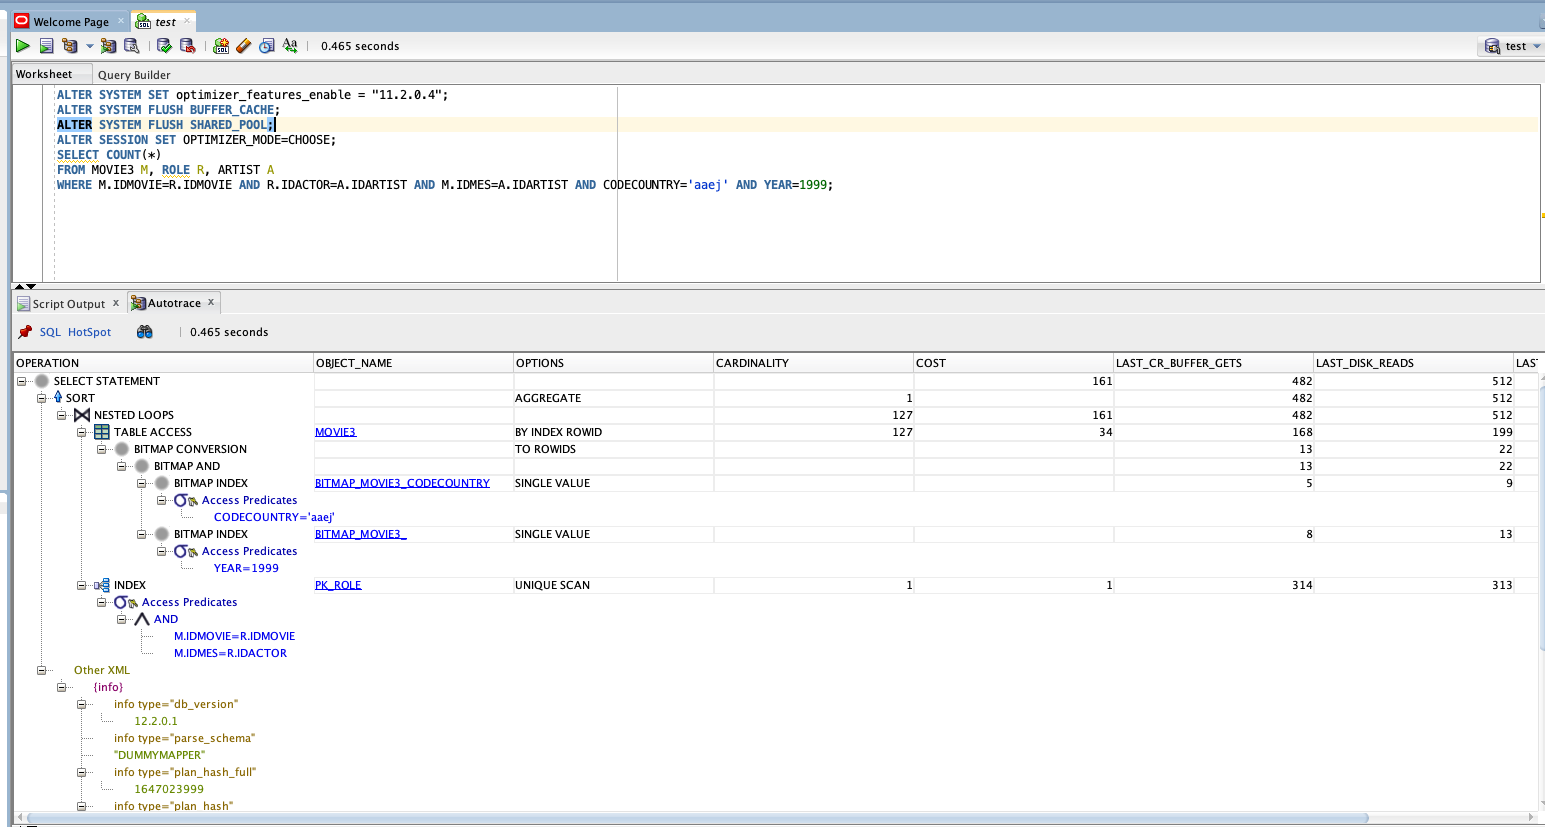 Welcome Page
test
0.465 seconds
test
Worksheet Query Builder
ALTER SYSTEM SET optimizer_features_enable = "11.2.0.4";
ALTER SYSTEM FLUSH BUFFER_CACHE;
ALTER SYSTEM FLUSH SHARED_POOL;
ALTER SESSION SET OPTIMIZER_MODE=CHOOSE;
SELECT COUNT(*)
FROM MOVIE3 M, ROLE R, ARTIST A
WHERE M.IDMOVIE=R.IDMOVIE AND R.IDACTOR=A.IDARTIST AND M.IDMES=A.IDARTIST AND CODECOUNTRY='aaej' AND YEAR=1999;
Script Output x Autotrace x
SQL HotSpot 0.465 seconds
OPERATION OBJECT_NAME OPTIONS CARDINALITY COST LAST_CR_BUFFER_GETS LAST_DISK_READS LAST
SELECT STATEMENT 161 482 512
SORT AGGREGATE 1 482 512
NESTED LOOPS 127 161 482 512
TABLE ACCESS MOVIE3 BY INDEX ROWID 127 34 168 199
BITMAP CONVERSION TO ROWIDS 13 22
BITMAP AND 13 22
BITMAP INDEX BITMAP_MOVIE3_CODECOUNTRY SINGLE VALUE 5 9
Access Predicates
CODECOUNTRY='aaej'
BITMAP INDEX BITMAP_MOVIE3_ SINGLE VALUE 8 13
Access Predicates
YEAR=1999
INDEX PK_ROLE UNIQUE SCAN 1 1 314 313
Access Predicates
AND
M.IDMOVIE=R.IDMOVIE
M.IDMES=R.IDACTOR
Other XML
{info}
info type="db_version"
12.2.0.1
info type="parse_schema"
"DUMMYMAPPER"
info type="plan_hash_full"
1647023999
info type="plan_hash"